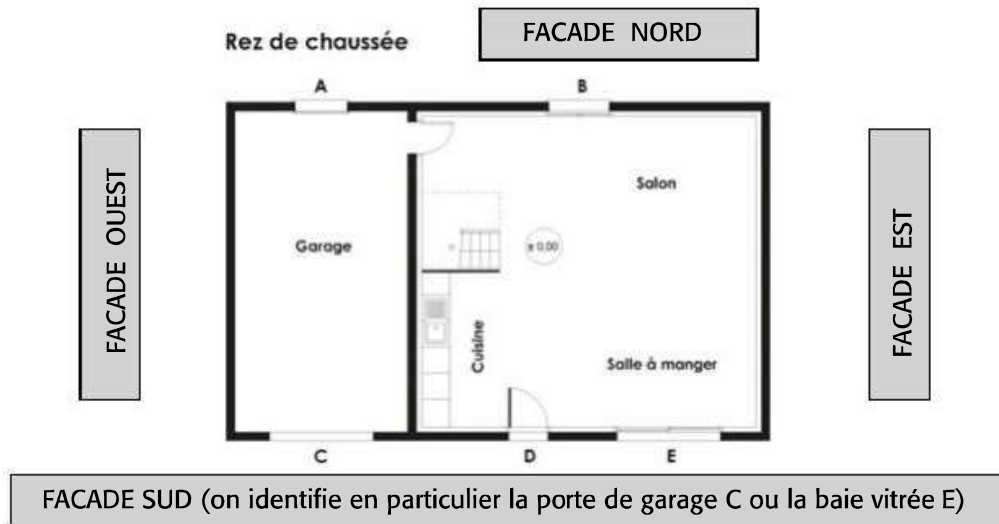 Rez de chaussée
FACADE NORD
A
B
FACADE OUEST
Salon
FACADE EST
Garage
± 0,00
Cuisine
Salle à manger
C
D
E
FACADE SUD (on identifie en particulier la porte de garage C ou la baie vitrée E)